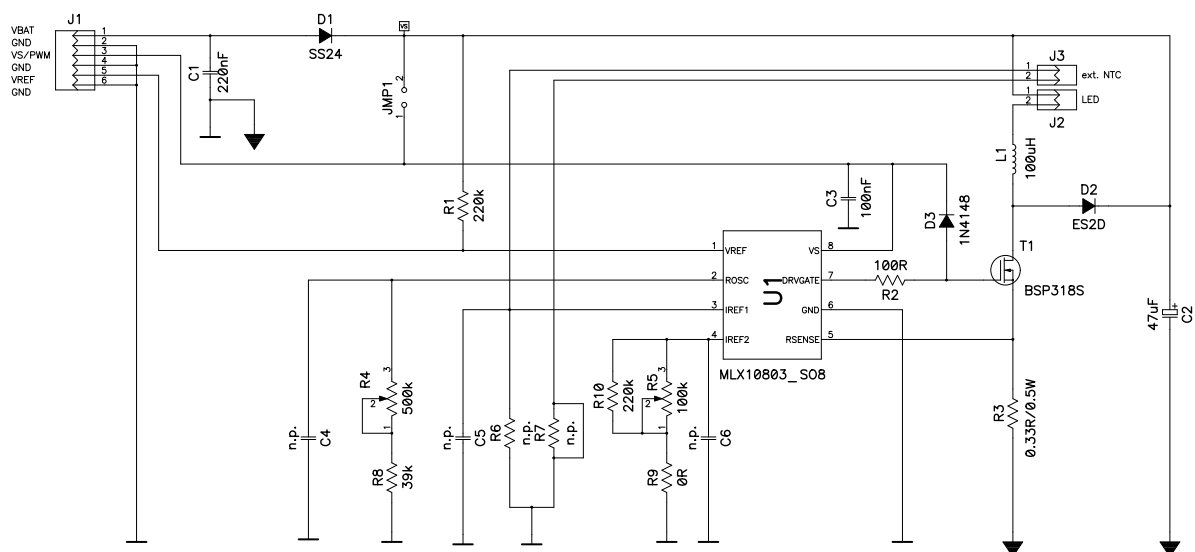 J1
VBAT
GND
VS/PWM
GND
VREF
GND
1
2
3
4
5
6
C1
220nF
D1
SS24
VS
JMP1
2
1
R1
220k
J3
1
2
ext. NTC
1
2
LED
J2
L1
100uH
D2
ES2D
C3
100nF
D3
1N4148
T1
BSP318S
47uF
+
C2
U1
1
VREF
2
ROSC
3
IREF1
4
IREF2
VS
8
DRVGATE
7
GND
6
RSENSE
5
MLX10803_SO8
100R
R2
R3
0.33R/0.5W
n.p.
C4
R4
3
2
1
500k
R8
39k
n.p.
C5
R6
n.p.
R7
n.p.
R10
220k
R5
3
2
1
100k
R9
0R
n.p.
C6